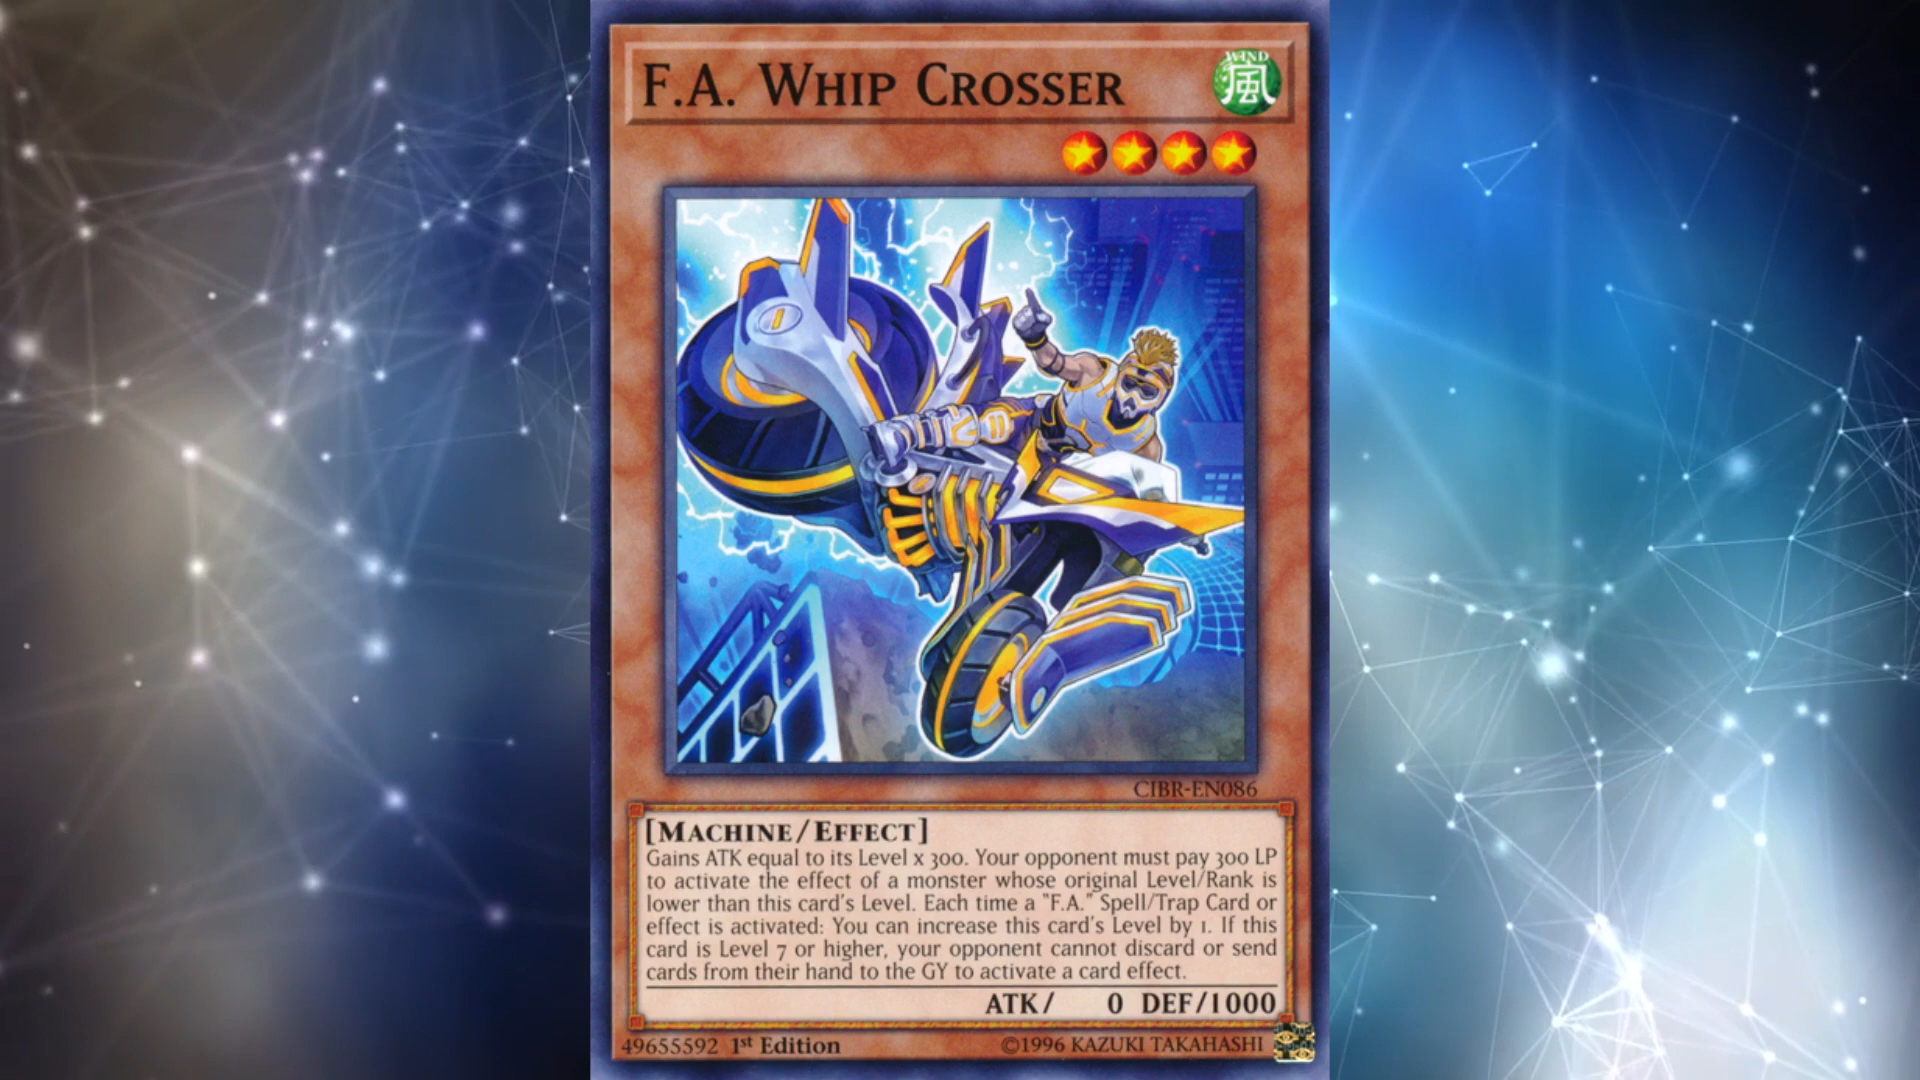 F.A. Whip Crosser
WIND
風
CIBR-EN086
[Machine/Effect]
Gains ATK equal to its Level x 300. Your opponent must pay 300 LP
to activate the effect of a monster whose original Level/Rank is
lower than this card's Level. Each time a "F.A." Spell/Trap Card or
effect is activated: You can increase this card's Level by 1. If this
card is Level 7 or higher, your opponent cannot discard or send
cards from their hand to the GY to activate a card effect.
ATK/ 0 DEF/1000
49655592 1st Edition ©1996 KAZUKI TAKAHASHI